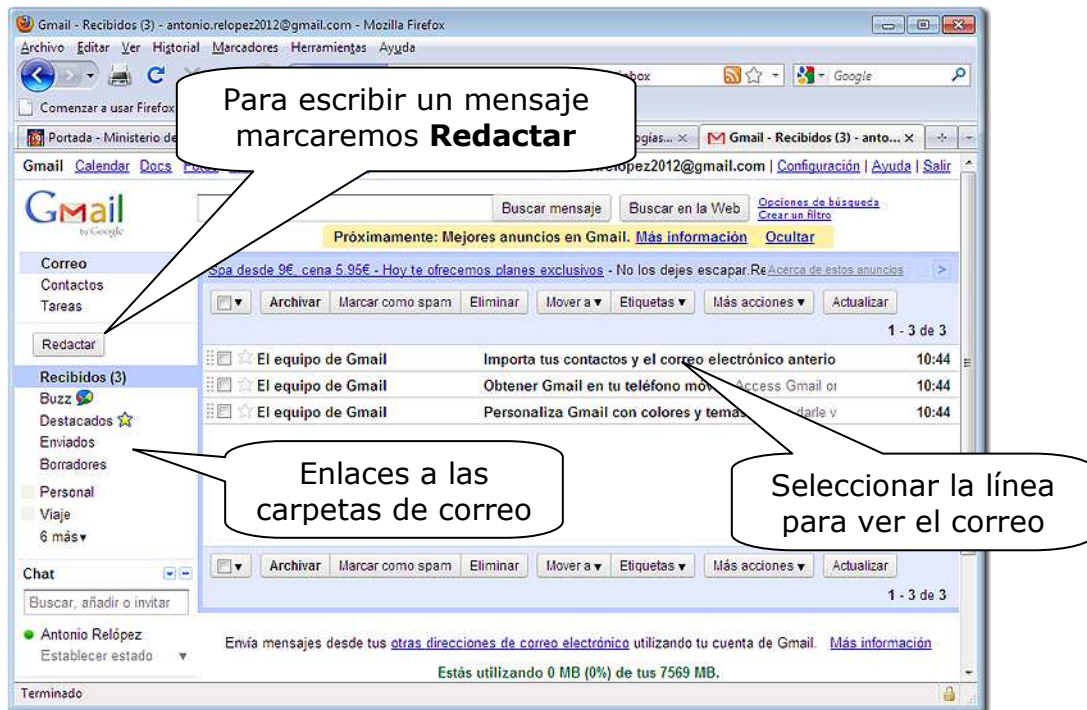 Gmail - Recibidos (3) - antonio.relopez2012@gmail.com - Mozilla Firefox
Archivo Editar Ver Historial Marcadores Herramientas Ayuda
Google
Comenzar a usar Firefox
Para escribir un mensaje
marcaremos Redactar
Portada - Ministerio de
Gmail - Recibidos (3) - anto...
Gmail Calendar Docs
relopez2012@gmail.com | Configuración | Ayuda | Salir
Gmail
by Google
Buscar mensaje Buscar en la Web Opciones de búsqueda
Crear un filtro
Próximamente: Mejores anuncios en Gmail. Más información Ocultar
Correo
Contactos
Tareas
Spa desde 9€, cena 5.95€ - Hoy te ofrecemos planes exclusivos - No los dejes escapar.Re Acerca de estos anuncios >
Archivar Marcar como spam Eliminar Mover a Etiquetas Más acciones Actualizar
1 - 3 de 3
Redactar
El equipo de Gmail Importa tus contactos y el correo electrónico anterio 10:44
El equipo de Gmail Obtener Gmail en tu teléfono Access Gmail 10:44
El equipo de Gmail Personaliza Gmail con colores y temas darle v 10:44
Recibidos (3)
Buzz
Destacados
Enviados
Borradores
Personal
Viaje
6 más
Enlaces a las
carpetas de correo
Seleccionar la línea
para ver el correo
Archivar Marcar como spam Eliminar Mover a Etiquetas Más acciones Actualizar
1 - 3 de 3
Chat
Buscar, añadir o invitar
Antonio Relópez
Establecer estado
Envía mensajes desde tus otras direcciones de correo electrónico utilizando tu cuenta de Gmail. Más información
Estás utilizando 0 MB (0%) de tus 7569 MB.
Terminado